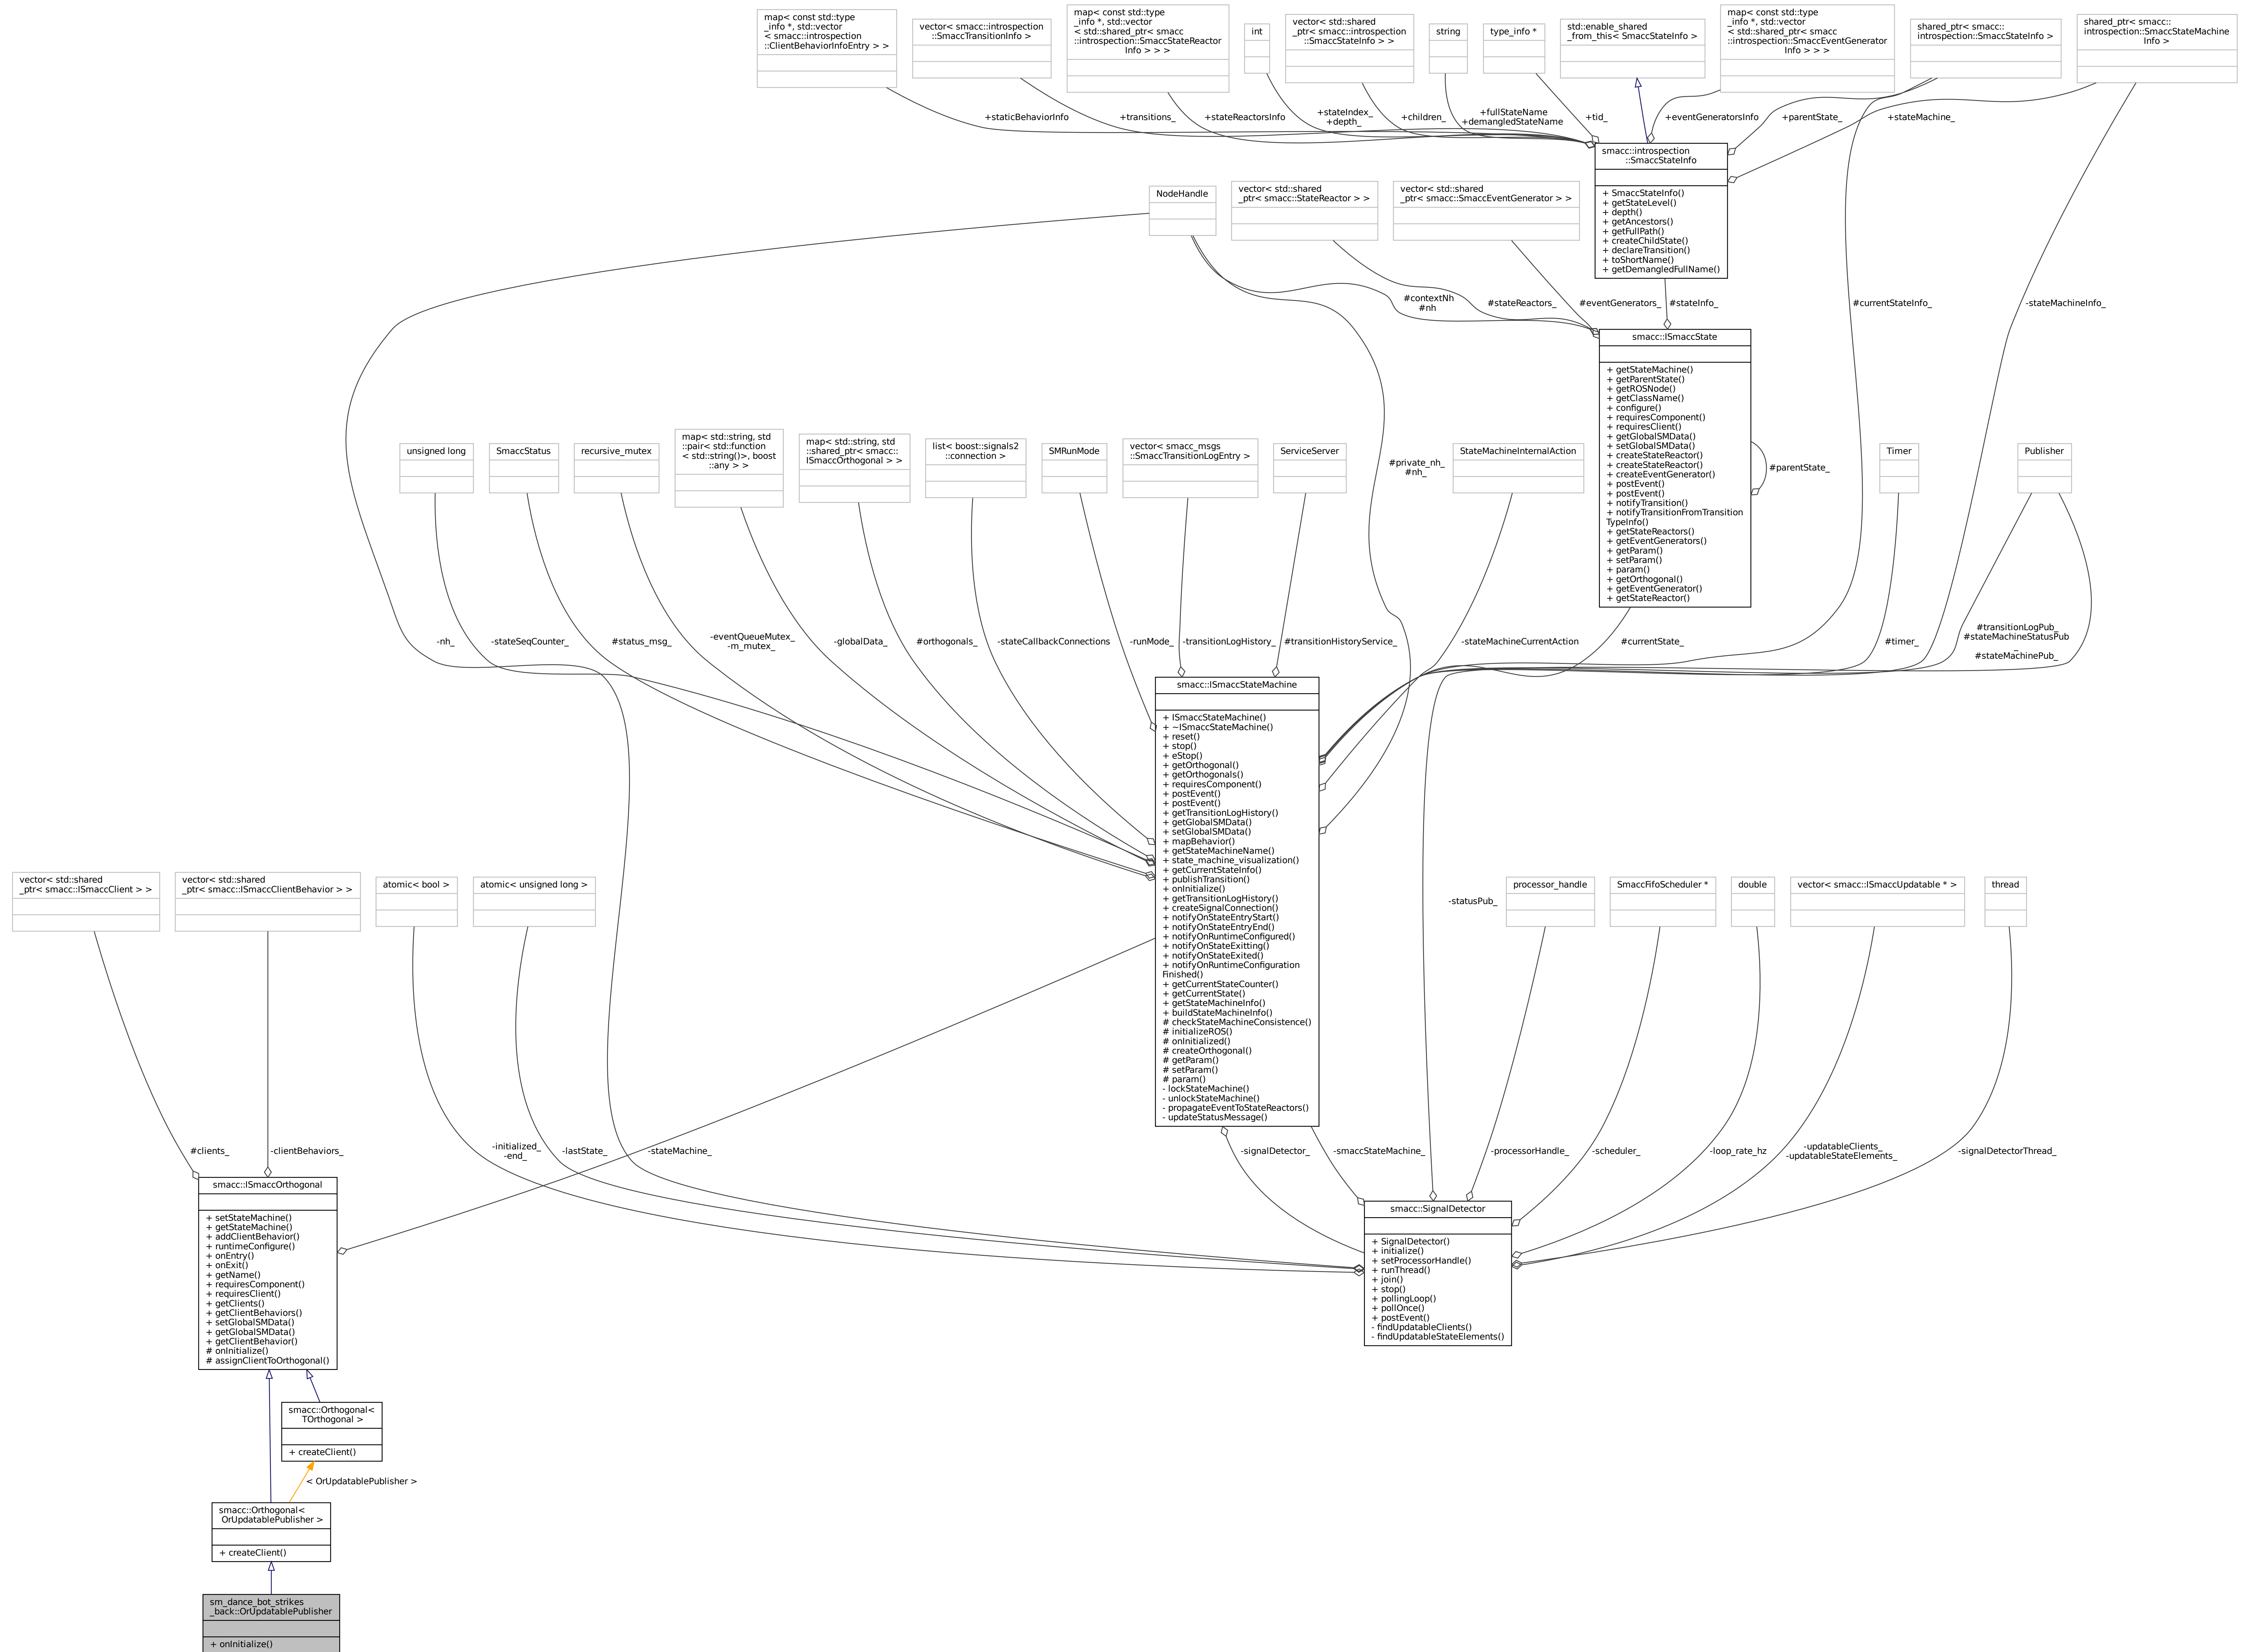 map< const std::type
_info *, std::vector
< smacc::introspection
::ClientBehaviorInfoEntry > >
vector< smacc::introspection
::SmaccTransitionInfo >
map< const std::type
_info *, std::vector
< std::shared_ptr< smacc
::introspection::SmaccStateReactor
Info > > >
int
vector< std::shared
_ptr< smacc::introspection
::SmaccStateInfo > >
string
type_info *
std::enable_shared
_from_this< SmaccStateInfo >
map< const std::type
_info *, std::vector
< std::shared_ptr< smacc
::introspection::SmaccEventGenerator
Info > > >
shared_ptr< smacc::
introspection::SmaccStateInfo >
shared_ptr< smacc::
introspection::SmaccStateMachine
Info >
+staticBehaviorInfo
+transitions_
+stateReactorsInfo
+stateIndex_
+depth_
+children_
+fullStateName
+demangledStateName
+tid_
+eventGeneratorsInfo
+parentState_
+stateMachine_
smacc::introspection
::SmaccStateInfo
+ SmaccStateInfo()
+ getStateLevel()
+ depth()
+ getAncestors()
+ getFullPath()
+ createChildState()
+ declareTransition()
+ toShortName()
+ getDemangledFullName()
NodeHandle
vector< std::shared
_ptr< smacc::StateReactor > >
vector< std::shared
_ptr< smacc::SmaccEventGenerator > >
#contextNh
#nh
#stateReactors_
#eventGenerators_
#stateInfo_
#currentStateInfo_
-stateMachineInfo_
smacc::ISmaccState
+ getStateMachine()
+ getParentState()
+ getROSNode()
+ getClassName()
+ configure()
+ requiresComponent()
+ requiresClient()
+ getGlobalSMData()
+ setGlobalSMData()
+ createStateReactor()
+ createStateReactor()
+ createEventGenerator()
+ postEvent()
+ postEvent()
+ notifyTransition()
+ notifyTransitionFromTransition
TypeInfo()
+ getStateReactors()
+ getEventGenerators()
+ getParam()
+ setParam()
+ param()
+ getOrthogonal()
+ getEventGenerator()
+ getStateReactor()
#parentState_
unsigned long
SmaccStatus
recursive_mutex
map< std::string, std
::pair< std::function
< std::string()>, boost
::any > >
map< std::string, std
::shared_ptr< smacc::
ISmaccOrthogonal > >
list< boost::signals2
::connection >
SMRunMode
vector< smacc_msgs
::SmaccTransitionLogEntry >
ServiceServer
#private_nh_
#nh_
StateMachineInternalAction
Timer
Publisher
-nh_
-stateSeqCounter_
#status_msg_
-eventQueueMutex_
-m_mutex_
-globalData_
#orthogonals_
-stateCallbackConnections
-runMode_
-transitionLogHistory_
#transitionHistoryService_
-stateMachineCurrentAction
#currentState_
#timer_
#transitionLogPub_
#stateMachineStatusPub
_
#stateMachinePub_
smacc::ISmaccStateMachine
+ ISmaccStateMachine()
+ ~ISmaccStateMachine()
+ reset()
+ stop()
+ eStop()
+ getOrthogonal()
+ getOrthogonals()
+ requiresComponent()
+ postEvent()
+ postEvent()
+ getTransitionLogHistory()
+ getGlobalSMData()
+ setGlobalSMData()
+ mapBehavior()
+ getStateMachineName()
+ state_machine_visualization()
+ getCurrentStateInfo()
+ publishTransition()
+ onInitialize()
+ getTransitionLogHistory()
+ createSignalConnection()
+ notifyOnStateEntryStart()
+ notifyOnStateEntryEnd()
+ notifyOnRuntimeConfigured()
+ notifyOnStateExitting()
+ notifyOnStateExited()
+ notifyOnRuntimeConfiguration
Finished()
+ getCurrentStateCounter()
+ getCurrentState()
+ getStateMachineInfo()
+ buildStateMachineInfo()
# checkStateMachineConsistence()
# initializeROS()
# onInitialized()
# createOrthogonal()
# getParam()
# setParam()
# param()
- lockStateMachine()
- unlockStateMachine()
- propagateEventToStateReactors()
- updateStatusMessage()
vector< std::shared
_ptr< smacc::ISmaccClient > >
vector< std::shared
_ptr< smacc::ISmaccClientBehavior > >
atomic< bool >
atomic< unsigned long >
-statusPub_
processor_handle
SmaccFifoScheduler *
double
vector< smacc::ISmaccUpdatable * >
thread
#clients_
-clientBehaviors_
-initialized_
-end_
-lastState_
-stateMachine_
-signalDetector_
-smaccStateMachine_
-processorHandle_
-scheduler_
-loop_rate_hz
-updatableClients_
-updatableStateElements_
-signalDetectorThread_
smacc::ISmaccOrthogonal
+ setStateMachine()
+ getStateMachine()
+ addClientBehavior()
+ runtimeConfigure()
+ onEntry()
+ onExit()
+ getName()
+ requiresComponent()
+ requiresClient()
+ getClients()
+ getClientBehaviors()
+ setGlobalSMData()
+ getGlobalSMData()
+ getClientBehavior()
# onInitialize()
# assignClientToOrthogonal()
smacc::SignalDetector
+ SignalDetector()
+ initialize()
+ setProcessorHandle()
+ runThread()
+ join()
+ stop()
+ pollingLoop()
+ pollOnce()
+ postEvent()
- findUpdatableClients()
- findUpdatableStateElements()
smacc::Orthogonal<
TOrthogonal >
+ createClient()
< OrUpdatablePublisher >
smacc::Orthogonal<
OrUpdatablePublisher >
+ createClient()
sm_dance_bot_strikes
_back::OrUpdatablePublisher
+ onInitialize()